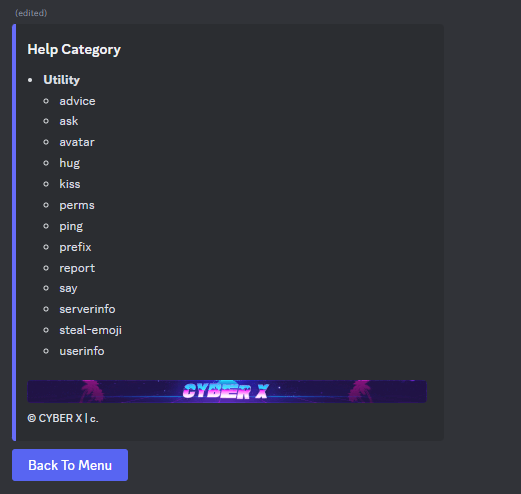 (edited)
Help Category
• Utility
◦ advice
◦ ask
◦ avatar
◦ hug
◦ kiss
◦ perms
◦ ping
◦ prefix
◦ report
◦ say
◦ serverinfo
◦ steal-emoji
◦ userinfo
CYBER X
© CYBER X | c.
Back To Menu